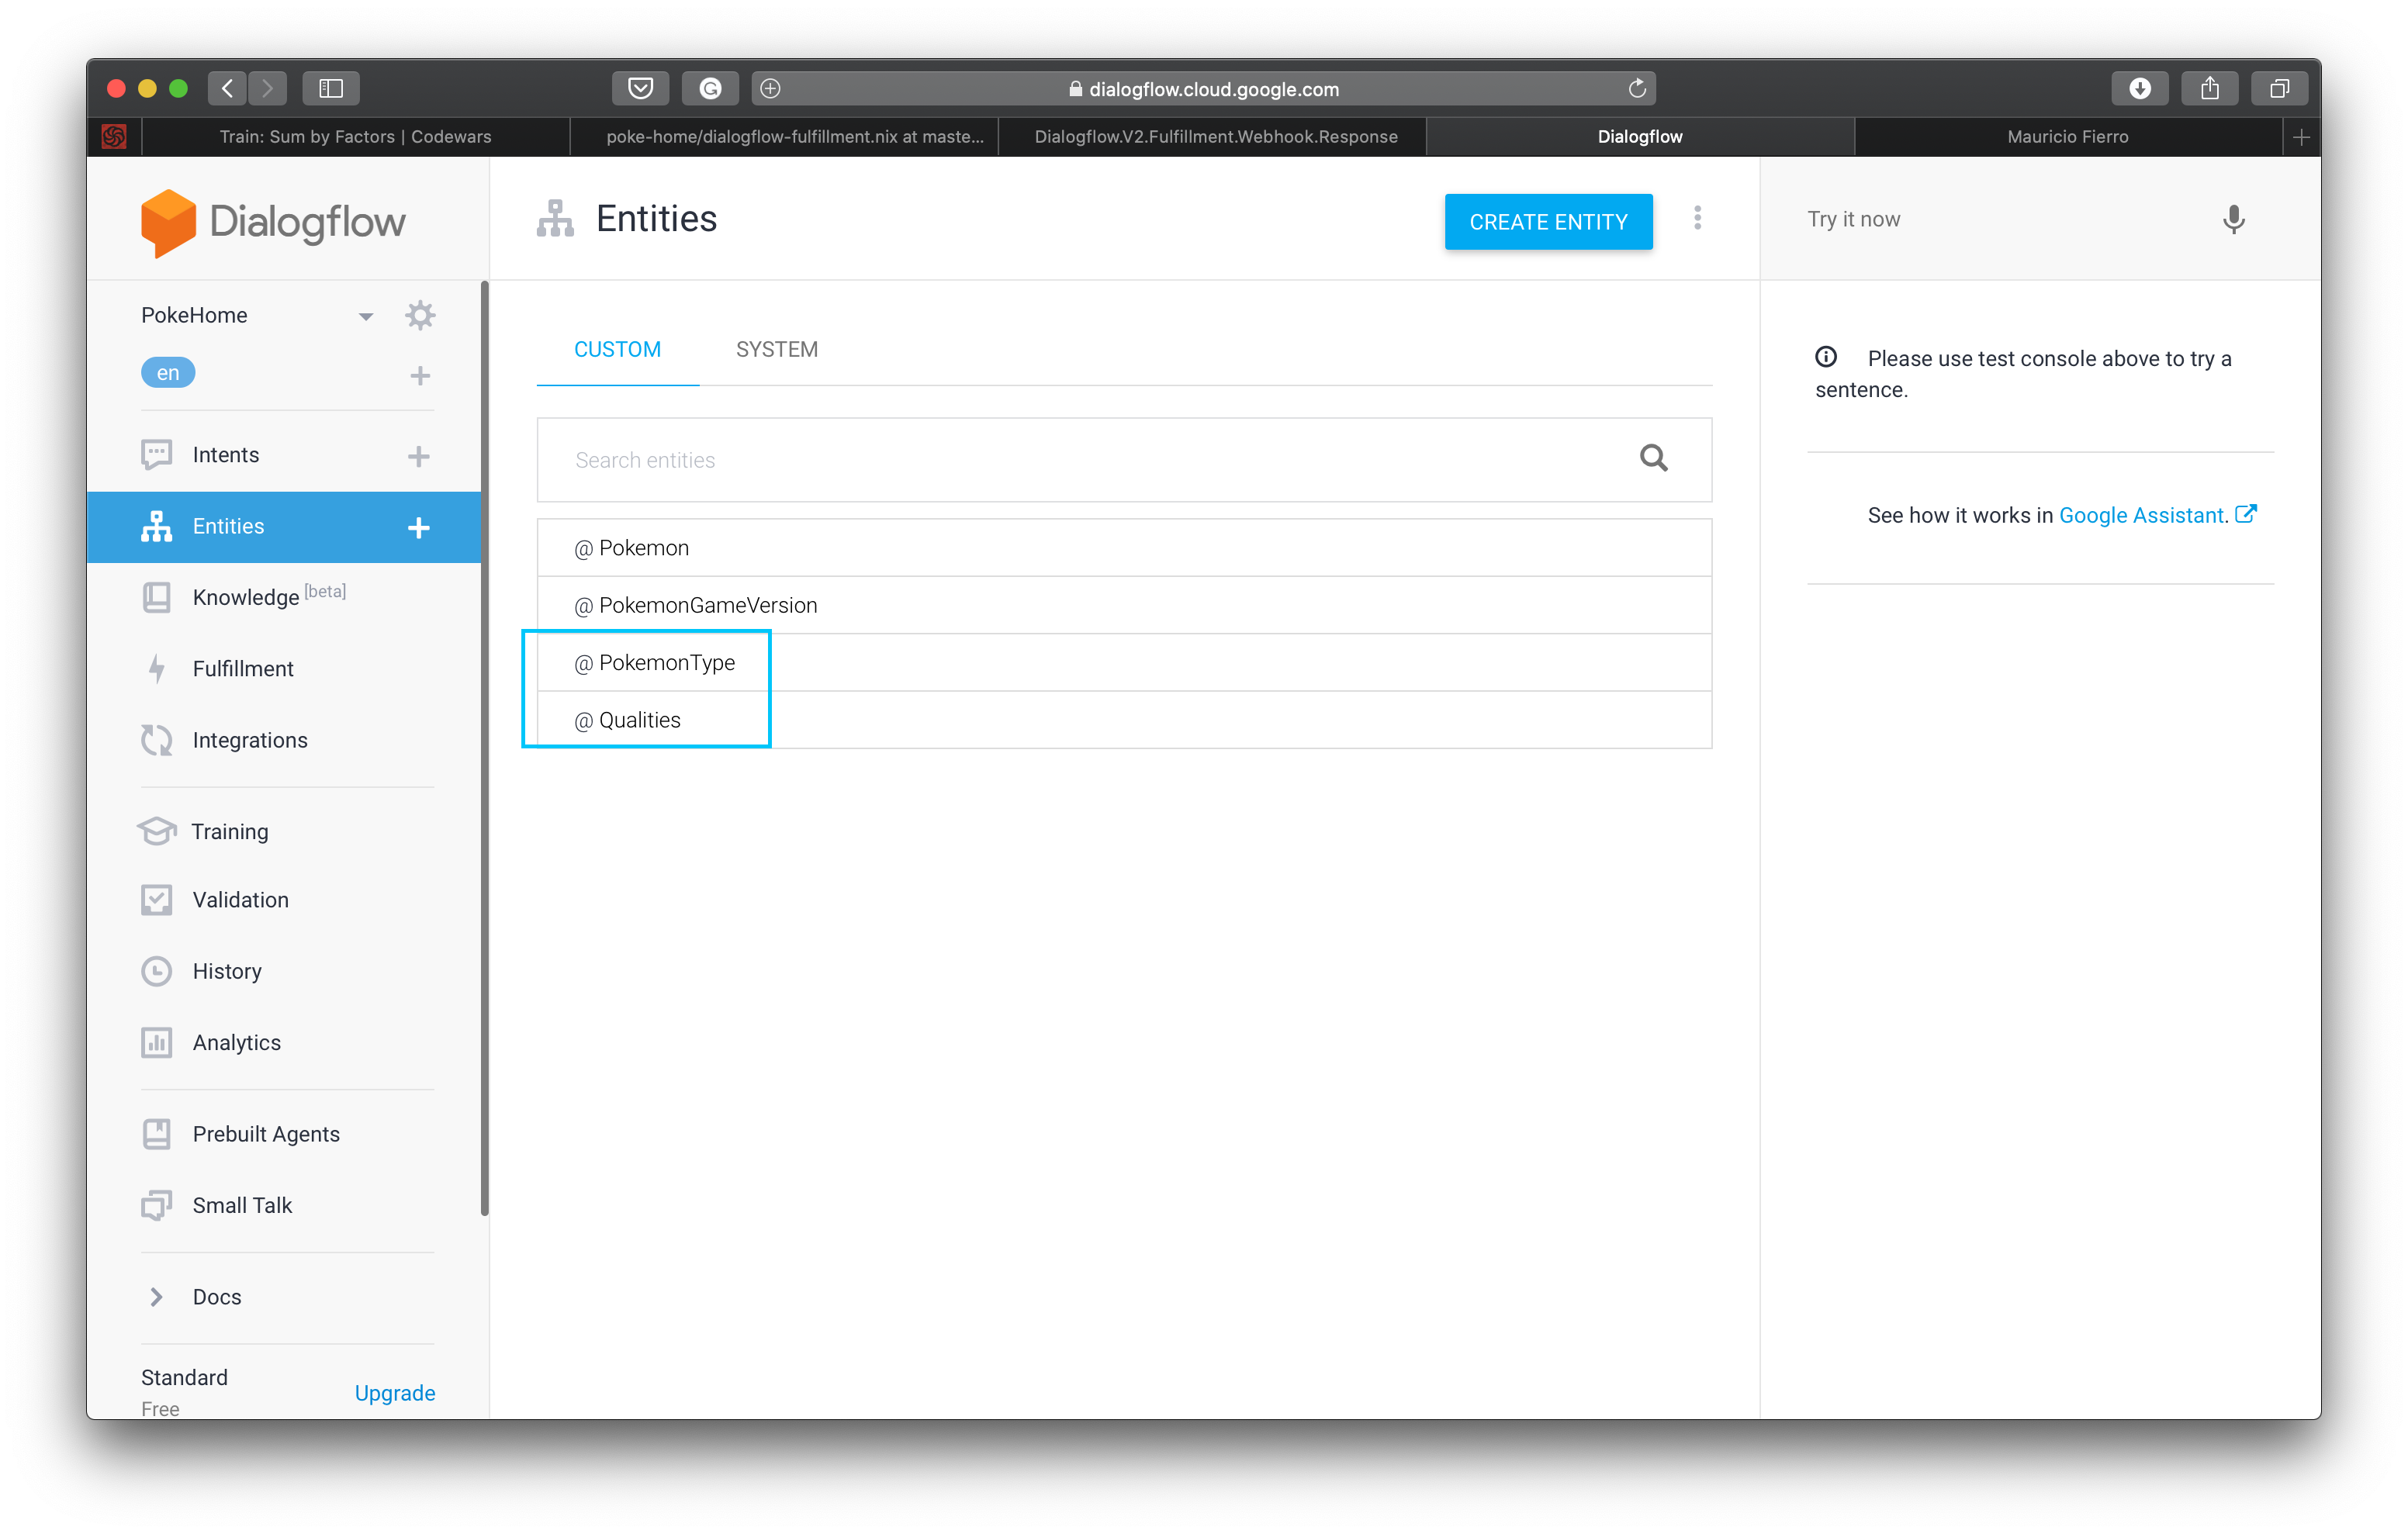 dialogflow.cloud.google.com
Train: Sum by Factors | Codewars
poke-home/dialogflow-fulfillment.nix at maste...
Dialogflow.V2.Fulfillment.Webhook.Response
Dialogflow
Mauricio Fierro
Dialogflow
PokeHome
en
Intents
Entities
Knowledge [beta]
Fulfillment
Integrations
Training
Validation
History
Analytics
Prebuilt Agents
Small Talk
Docs
Standard
Free
Upgrade
Entities
CREATE ENTITY
CUSTOM
SYSTEM
Search entities
@ Pokemon
@ PokemonGameVersion
@ PokemonType
@ Qualities
Try it now
Please use test console above to try a
sentence.
See how it works in Google Assistant.